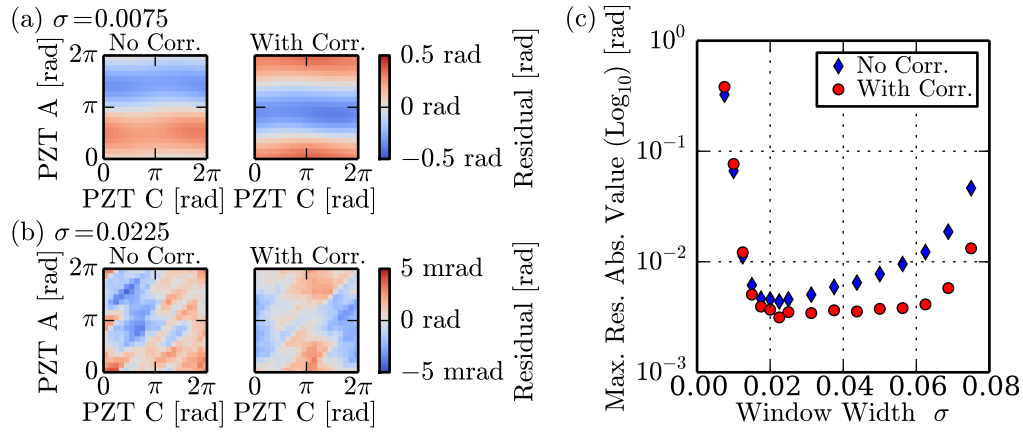 (a) σ=0.0075
No Corr.
With Corr.
PZT A [rad]
2π
π
0
0 π 2π
0 π 2π
PZT C [rad] PZT C [rad]
0.5 rad
0 rad
−0.5 rad
Residual [rad]
(b) σ=0.0225
No Corr.
With Corr.
PZT A [rad]
2π
π
0
0 π 2π
0 π 2π
PZT C [rad] PZT C [rad]
5 mrad
0 rad
−5 mrad
Residual [rad]
(c)
Max. Res. Abs. Value (Log₁₀) [rad]
10⁰
10⁻¹
10⁻²
10⁻³
No Corr.
With Corr.
0.00 0.02 0.04 0.06 0.08
Window Width σ